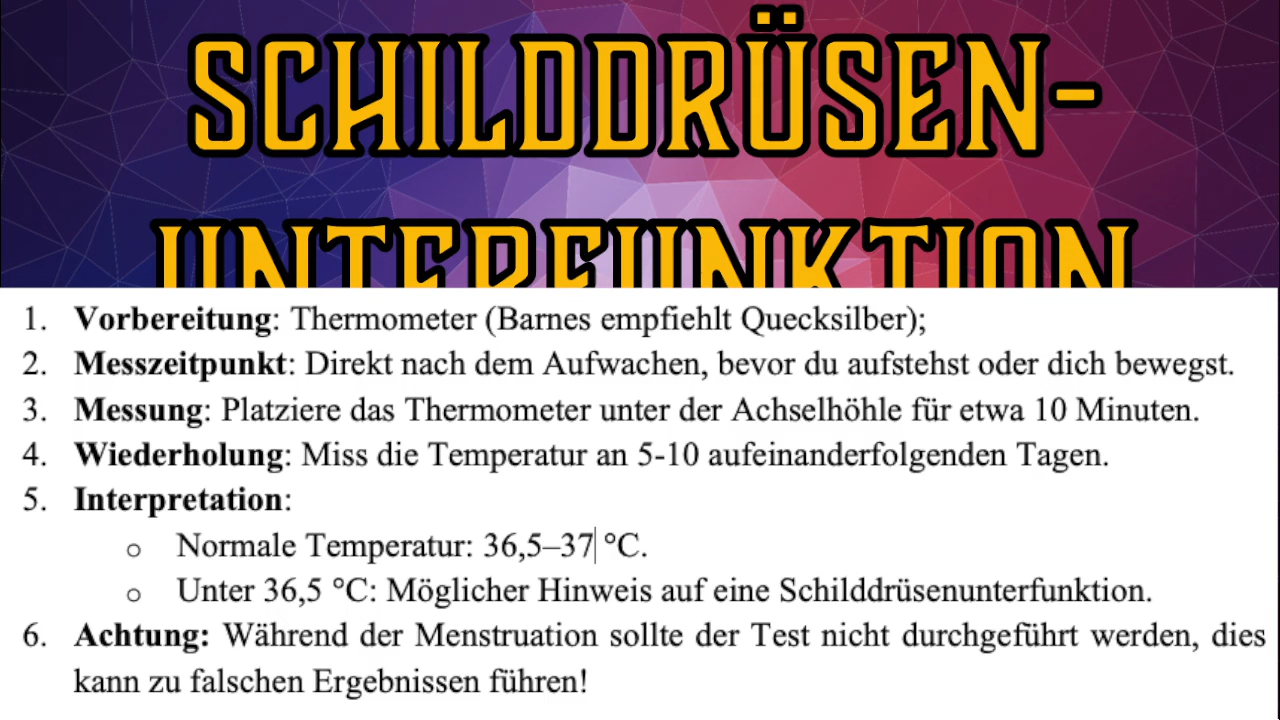 SCHILDDRÜSEN-
UNTERFUNKTION
1. Vorbereitung: Thermometer (Barnes empfiehlt Quecksilber);
2. Messzeitpunkt: Direkt nach dem Aufwachen, bevor du aufstehst oder dich bewegst.
3. Messung: Platziere das Thermometer unter der Achselhöhle für etwa 10 Minuten.
4. Wiederholung: Miss die Temperatur an 5-10 aufeinanderfolgenden Tagen.
5. Interpretation:
o Normale Temperatur: 36,5–37 °C.
o Unter 36,5 °C: Möglicher Hinweis auf eine Schilddrüsenunterfunktion.
6. Achtung: Während der Menstruation sollte der Test nicht durchgeführt werden, dies
kann zu falschen Ergebnissen führen!